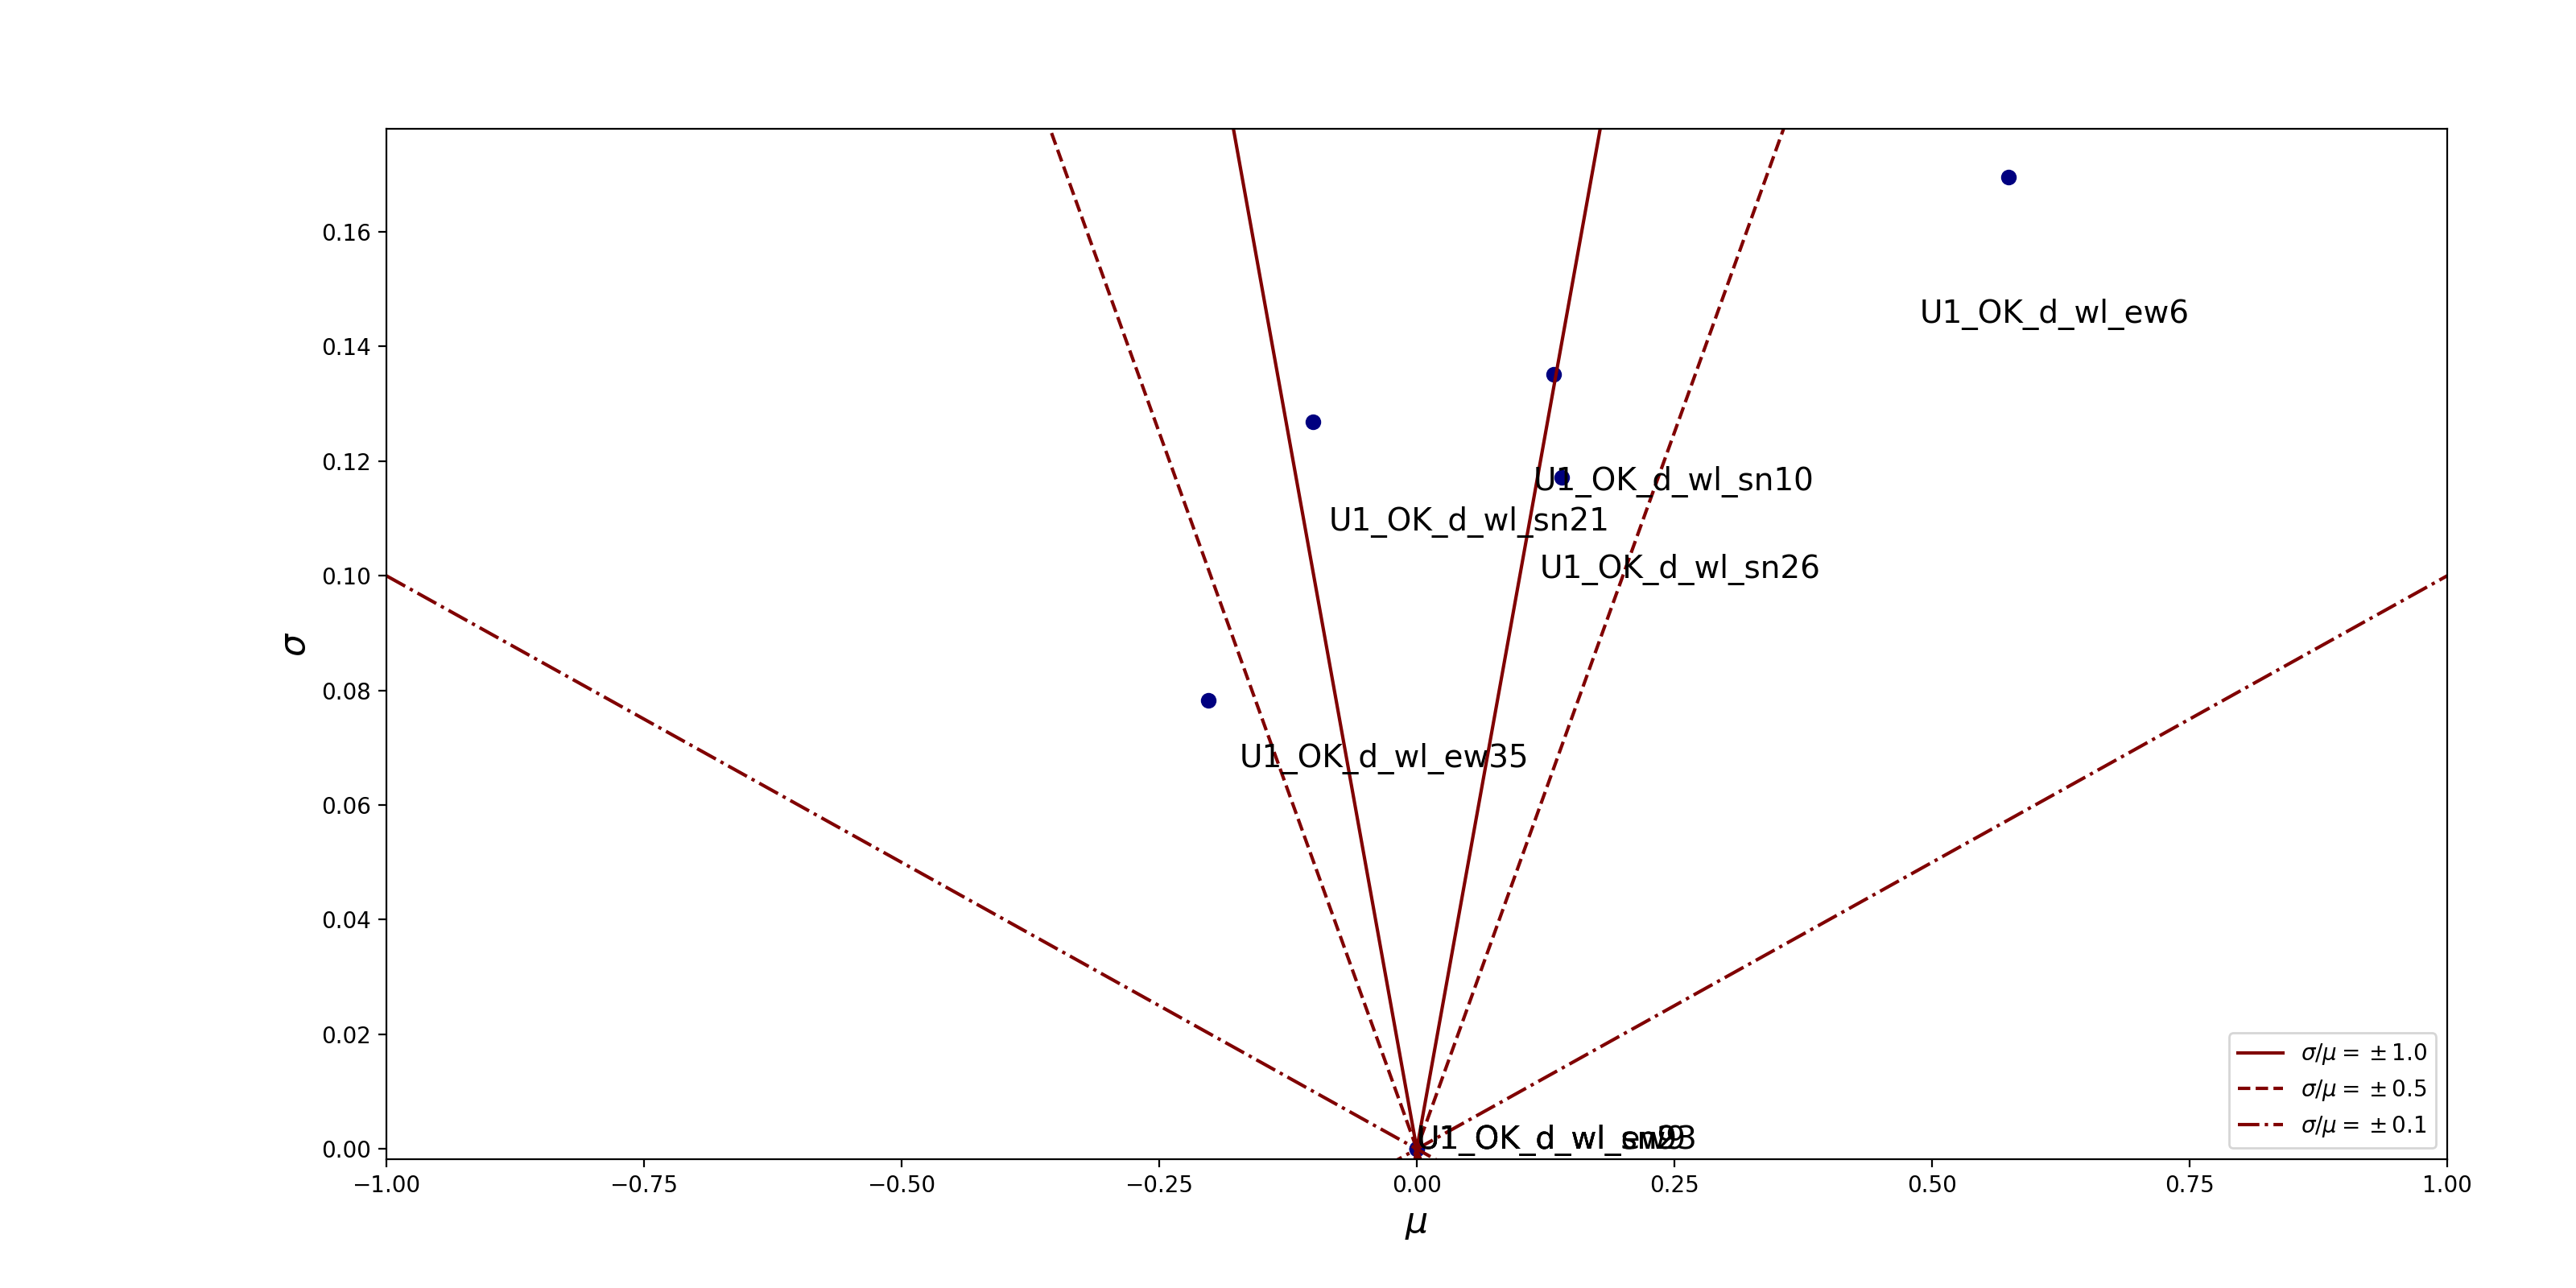 0.16
0.14
0.12
0.10
0.08
0.06
0.04
0.02
0.00
σ
U1_OK_d_wl_ew6
U1_OK_d_wl_sn10
U1_OK_d_wl_sn21
U1_OK_d_wl_sn26
U1_OK_d_wl_ew35
−1.00 −0.75 −0.50 −0.25 0.00 0.25 0.50 0.75 1.00
μ
σ/μ = ±1.0
σ/μ = ±0.5
σ/μ = ±0.1